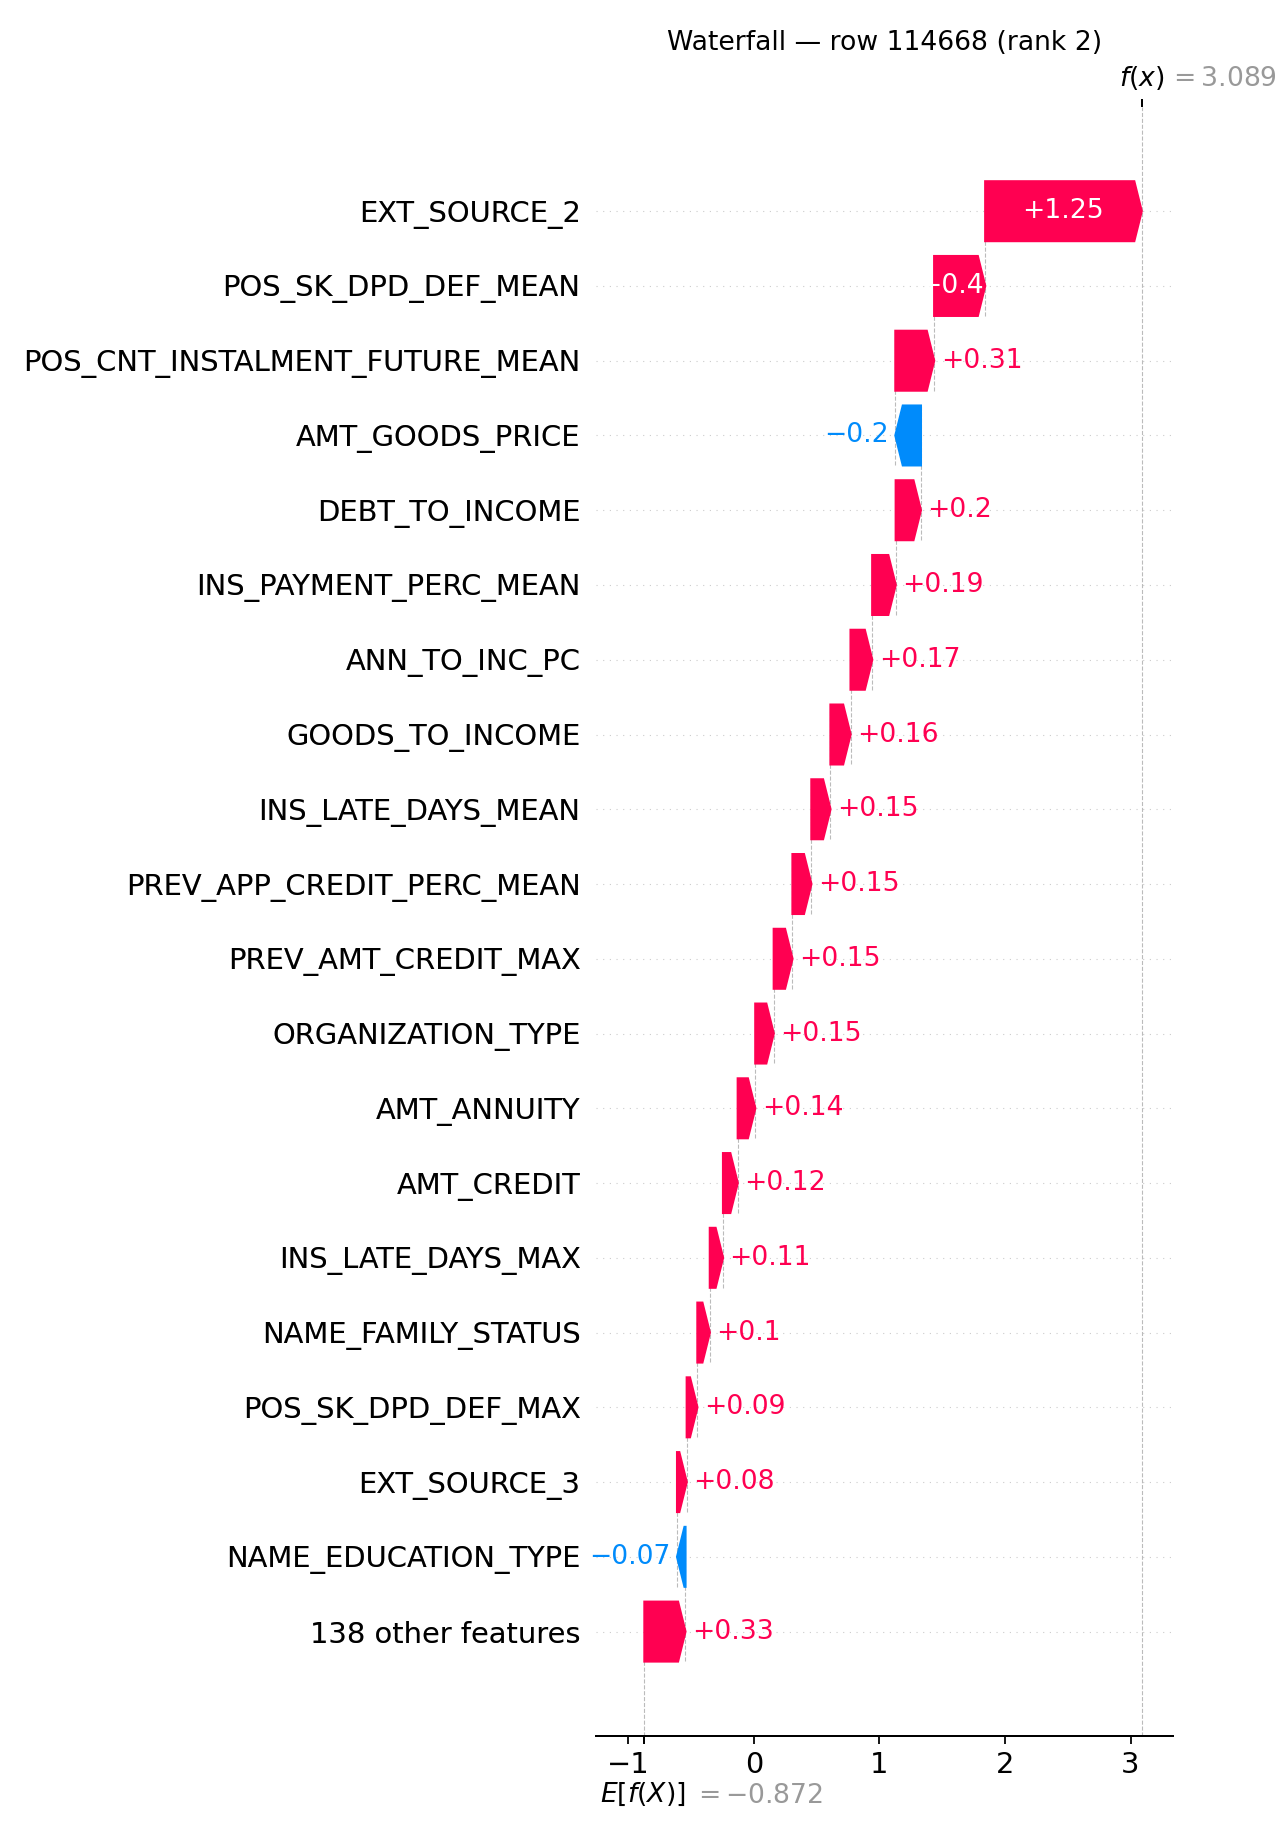 Waterfall — row 114668 (rank 2)
f(x) = 3.089
EXT_SOURCE_2 +1.25
POS_SK_DPD_DEF_MEAN +0.4
POS_CNT_INSTALMENT_FUTURE_MEAN +0.31
AMT_GOODS_PRICE −0.2
DEBT_TO_INCOME +0.2
INS_PAYMENT_PERC_MEAN +0.19
ANN_TO_INC_PC +0.17
GOODS_TO_INCOME +0.16
INS_LATE_DAYS_MEAN +0.15
PREV_APP_CREDIT_PERC_MEAN +0.15
PREV_AMT_CREDIT_MAX +0.15
ORGANIZATION_TYPE +0.15
AMT_ANNUITY +0.14
AMT_CREDIT +0.12
INS_LATE_DAYS_MAX +0.11
NAME_FAMILY_STATUS +0.1
POS_SK_DPD_DEF_MAX +0.09
EXT_SOURCE_3 +0.08
NAME_EDUCATION_TYPE −0.07
138 other features +0.33
−1 0 1 2 3
E[f(X)] = −0.872